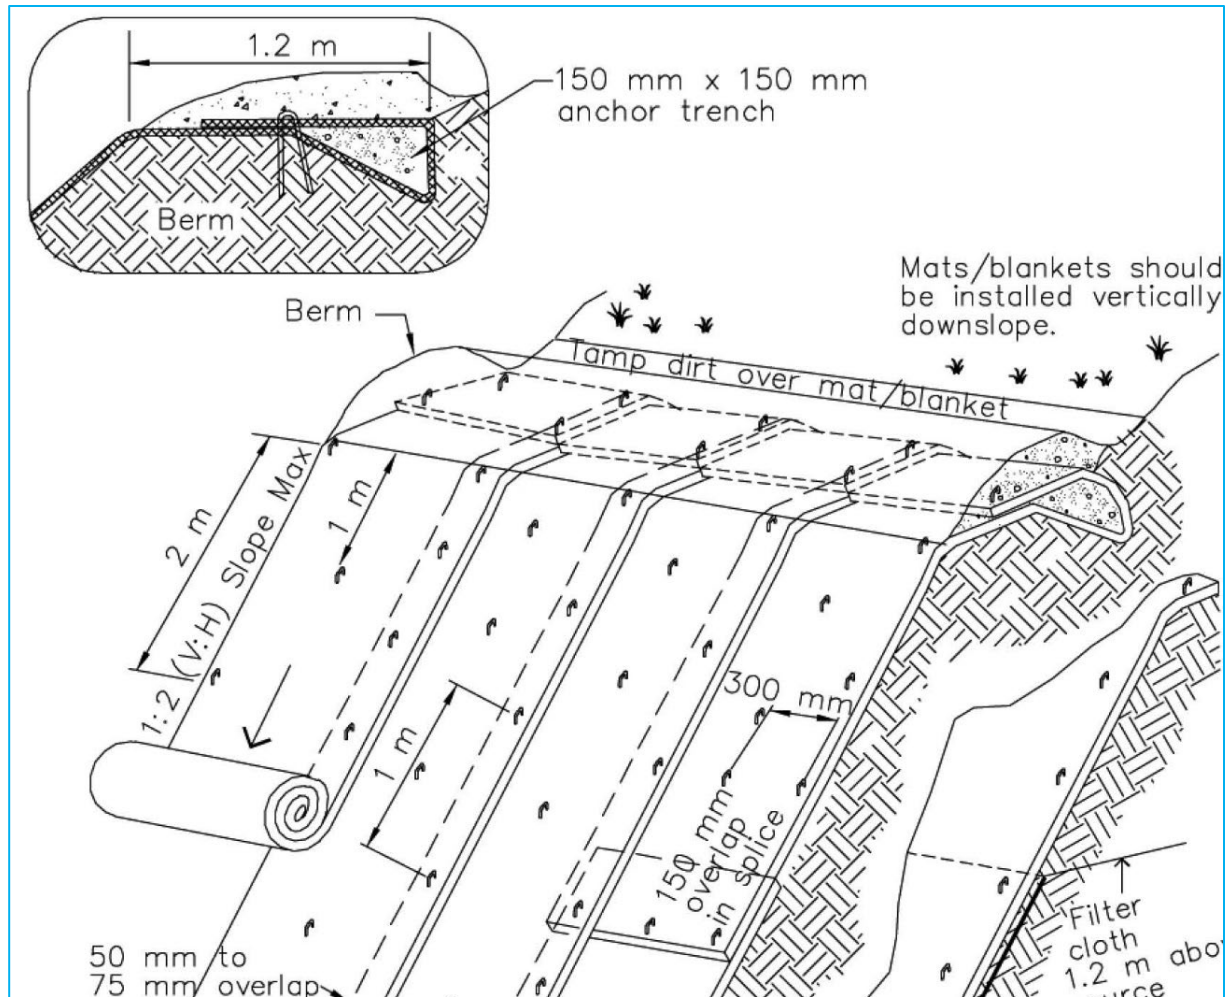 1.2 m
150 mm x 150 mm
anchor trench
Berm
Mats/blankets should
be installed vertically
downslope.
Berm
Tamp dirt over mat/blanket
2 m
1 m
1:2 (V:H) Slope Max
300 mm
1 m
150 mm
overlap
in splice
Filter
cloth
1.2 m
50 mm to
75 mm overlap